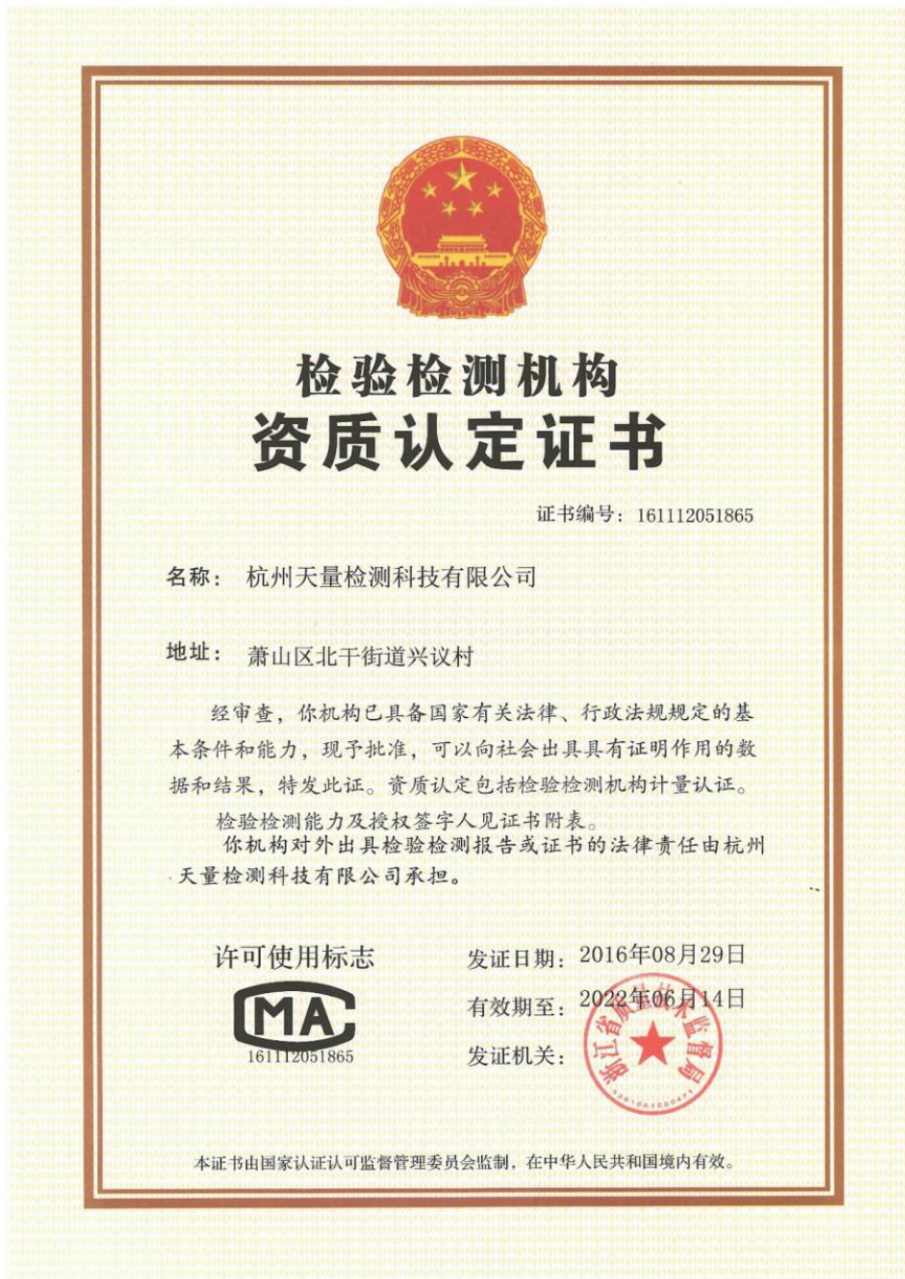 检验检测机构
资质认定证书
证书编号：161112051865
名称：杭州天量检测科技有限公司
地址：萧山区北干街道兴议村
经审查，你机构已具备国家有关法律、行政法规规定的基
本条件和能力，现予批准，可以向社会出具具有证明作用的数
据和结果，特发此证。资质认定包括检验检测机构计量认证。
检验检测能力及授权签字人见证书附表。
你机构对外出具检验检测报告或证书的法律责任由杭州
天量检测科技有限公司承担。
许可使用标志
MA
161112051865
发证日期：2016年08月29日
有效期至：2022年06月14日
发证机关：
浙江省质量技术监督局
本证书由国家认证认可监督管理委员会监制，在中华人民共和国境内有效。